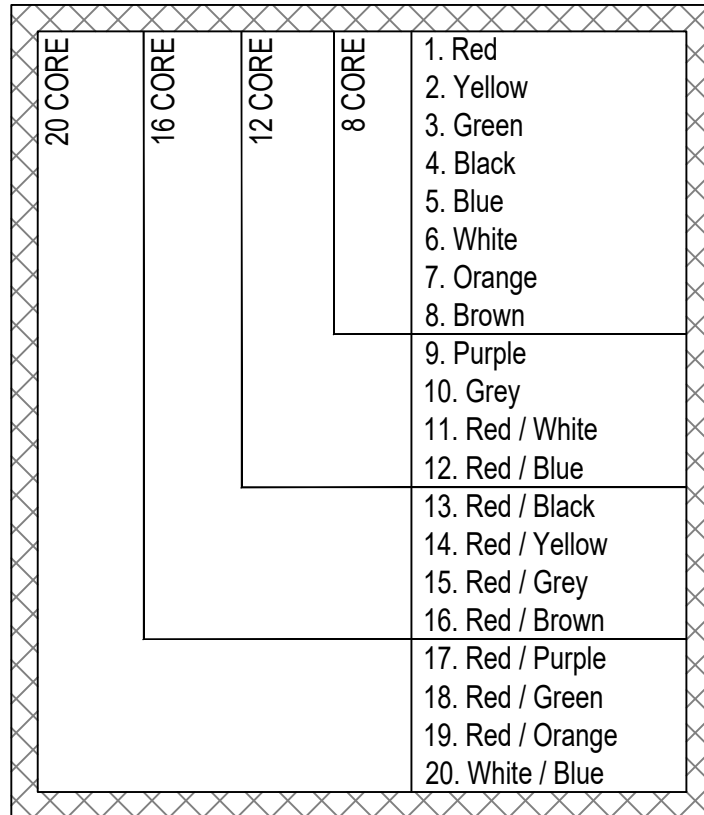 20 CORE
16 CORE
12 CORE
8 CORE
1. Red
2. Yellow
3. Green
4. Black
5. Blue
6. White
7. Orange
8. Brown
9. Purple
10. Grey
11. Red / White
12. Red / Blue
13. Red / Black
14. Red / Yellow
15. Red / Grey
16. Red / Brown
17. Red / Purple
18. Red / Green
19. Red / Orange
20. White / Blue